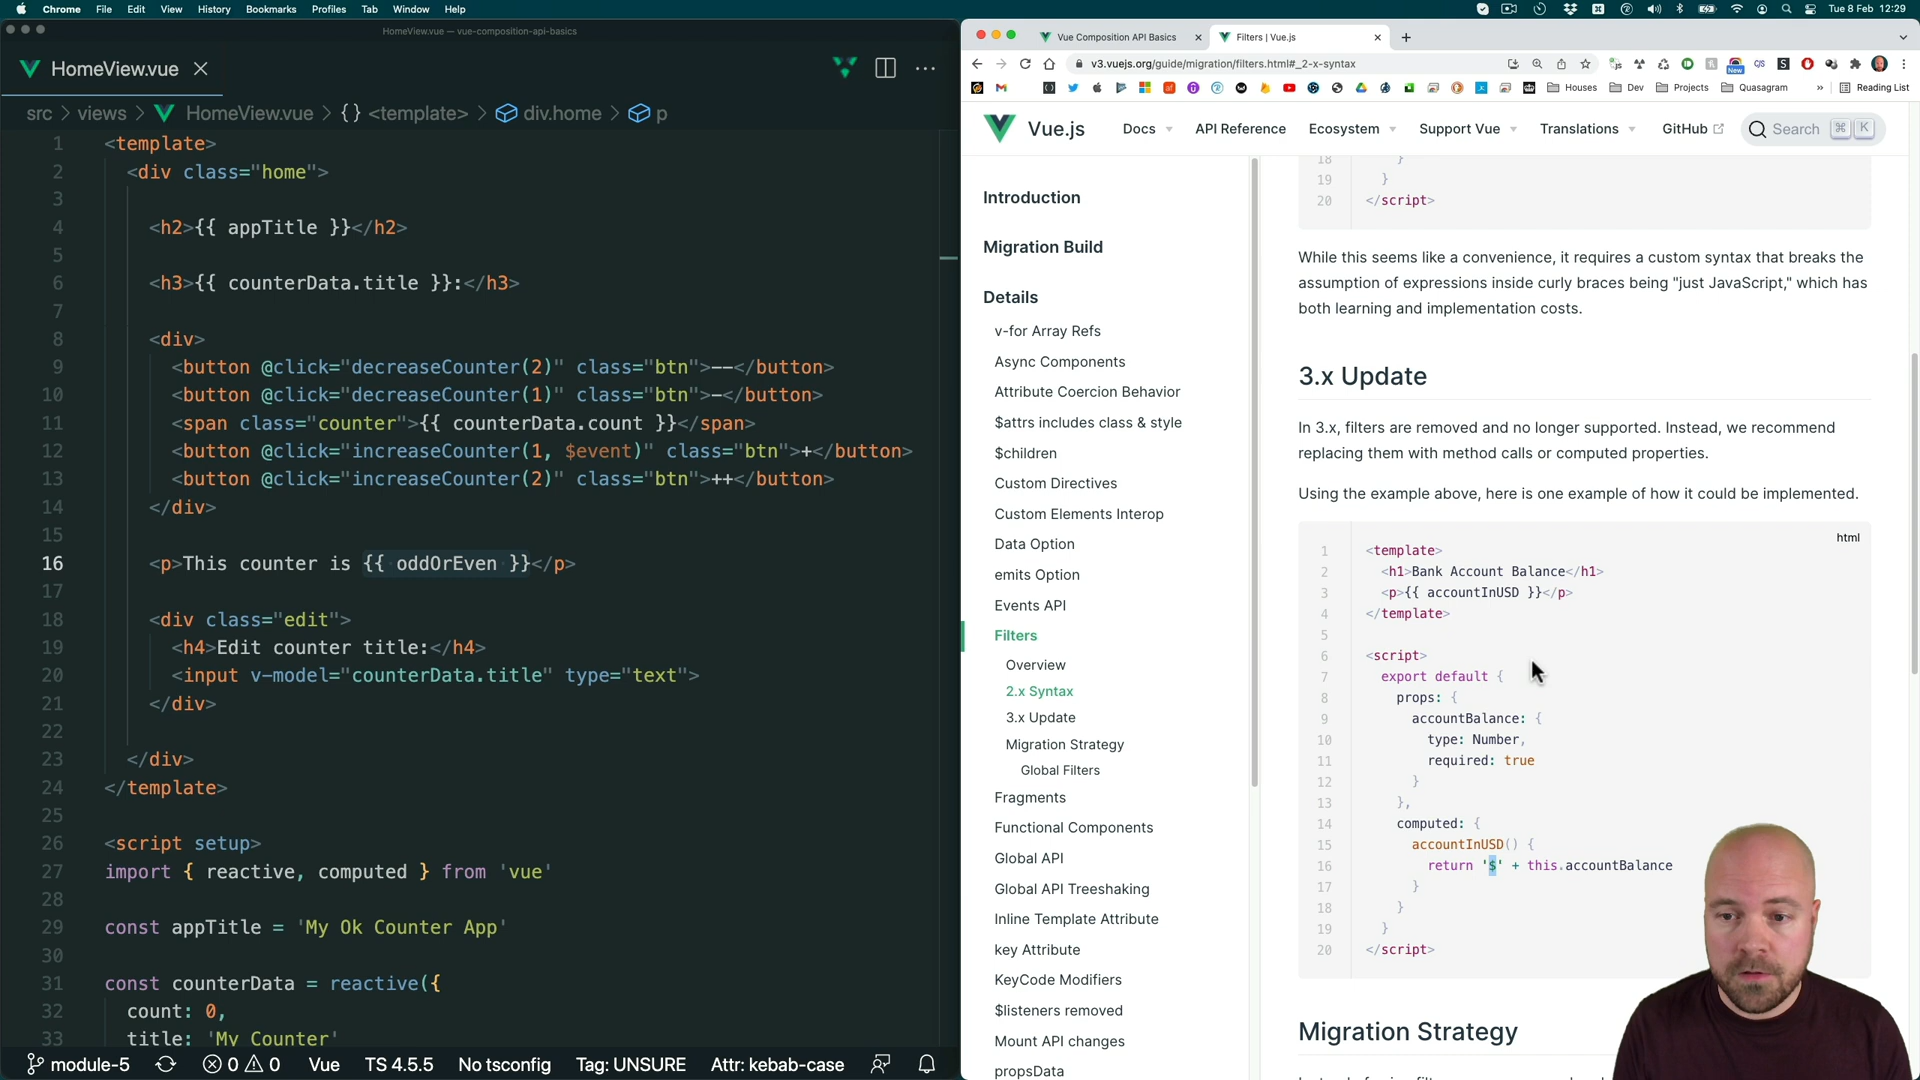 Chrome File Edit View History Bookmarks Profiles Tab Window Help
Tue 8 Feb 12:29
HomeView.vue — vue-composition-api-basics
HomeView.vue
src > views > HomeView.vue > {} <template> > div.home > p
1 <template>
2 <div class="home">
3
4 <h2>{{ appTitle }}</h2>
5
6 <h3>{{ counterData.title }}:</h3>
7
8 <div>
9 <button @click="decreaseCounter(2)" class="btn">--</button>
10 <button @click="decreaseCounter(1)" class="btn">-</button>
11 <span class="counter">{{ counterData.count }}</span>
12 <button @click="increaseCounter(1, $event)" class="btn">+</button>
13 <button @click="increaseCounter(2)" class="btn">++</button>
14 </div>
15
16 <p>This counter is {{ oddOrEven }}</p>
17
18 <div class="edit">
19 <h4>Edit counter title:</h4>
20 <input v-model="counterData.title" type="text">
21 </div>
22
23 </div>
24 </template>
25
26 <script setup>
27 import { reactive, computed } from 'vue'
28
29 const appTitle = 'My Ok Counter App'
30
31 const counterData = reactive({
32 count: 0,
33 title: 'My Counter'
module-5 0 0 Vue TS 4.5.5 No tsconfig Tag: UNSURE Attr: kebab-case
Vue Composition API Basics
Filters | Vue.js
v3.vuejs.org/guide/migration/filters.html#_2-x-syntax
Houses Dev Projects Quasagram » Reading List
Vue.js
Docs API Reference Ecosystem Support Vue Translations GitHub Search ⌘ K
Introduction
Migration Build
Details
v-for Array Refs
Async Components
Attribute Coercion Behavior
$attrs includes class & style
$children
Custom Directives
Custom Elements Interop
Data Option
emits Option
Events API
Filters
Overview
2.x Syntax
3.x Update
Migration Strategy
Global Filters
Fragments
Functional Components
Global API
Global API Treeshaking
Inline Template Attribute
key Attribute
KeyCode Modifiers
$listeners removed
Mount API changes
propsData
18 }
19 }
20 </script>
While this seems like a convenience, it requires a custom syntax that breaks the
assumption of expressions inside curly braces being "just JavaScript," which has
both learning and implementation costs.
3.x Update
In 3.x, filters are removed and no longer supported. Instead, we recommend
replacing them with method calls or computed properties.
Using the example above, here is one example of how it could be implemented.
html
1 <template>
2 <h1>Bank Account Balance</h1>
3 <p>{{ accountInUSD }}</p>
4 </template>
5
6 <script>
7 export default {
8 props: {
9 accountBalance: {
10 type: Number,
11 required: true
12 }
13 },
14 computed: {
15 accountInUSD() {
16 return '$' + this.accountBalance
17 }
18 }
19 }
20 </script>
Migration Strategy